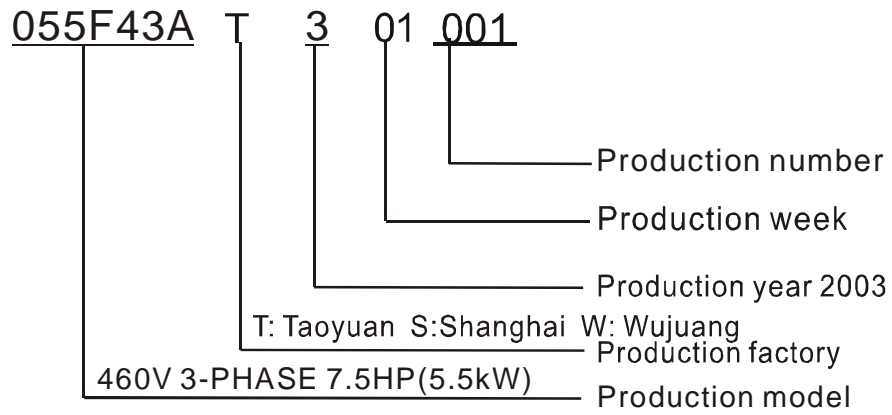 055F43A T 3 01 001
Production number
Production week
Production year 2003
T: Taoyuan S:Shanghai W: Wujuang
Production factory
460V 3-PHASE 7.5HP(5.5kW)
Production model